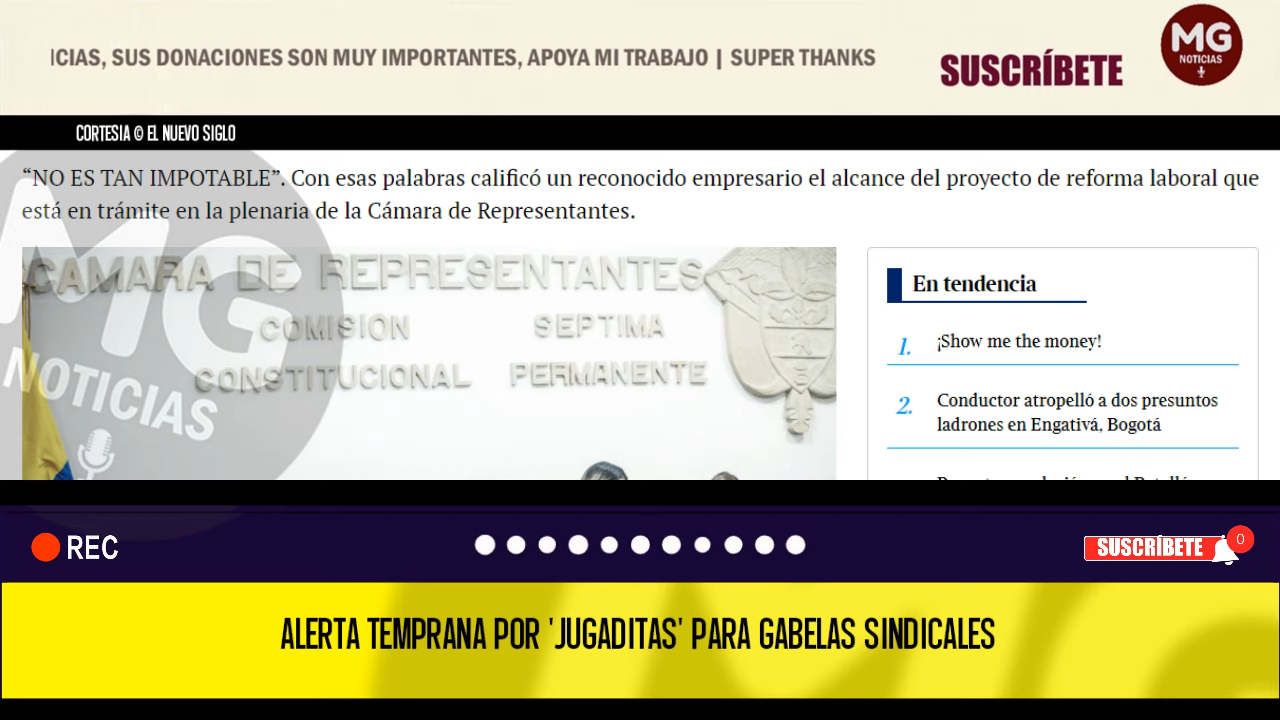 ICIAS, SUS DONACIONES SON MUY IMPORTANTES, APOYA MI TRABAJO | SUPER THANKS
SUSCRÍBETE
MG
NOTICIAS
CORTESIA © EL NUEVO SIGLO
“NO ES TAN IMPOTABLE”. Con esas palabras calificó un reconocido empresario el alcance del proyecto de reforma laboral que
está en trámite en la plenaria de la Cámara de Representantes.
CAMARA DE REPRESENTANTES
COMISION SEPTIMA
CONSTITUCIONAL PERMANENTE
MG
NOTICIAS
En tendencia
1. ¡Show me the money!
2. Conductor atropelló a dos presuntos
ladrones en Engativá, Bogotá
REC
SUSCRÍBETE
0
ALERTA TEMPRANA POR 'JUGADITAS' PARA GABELAS SINDICALES